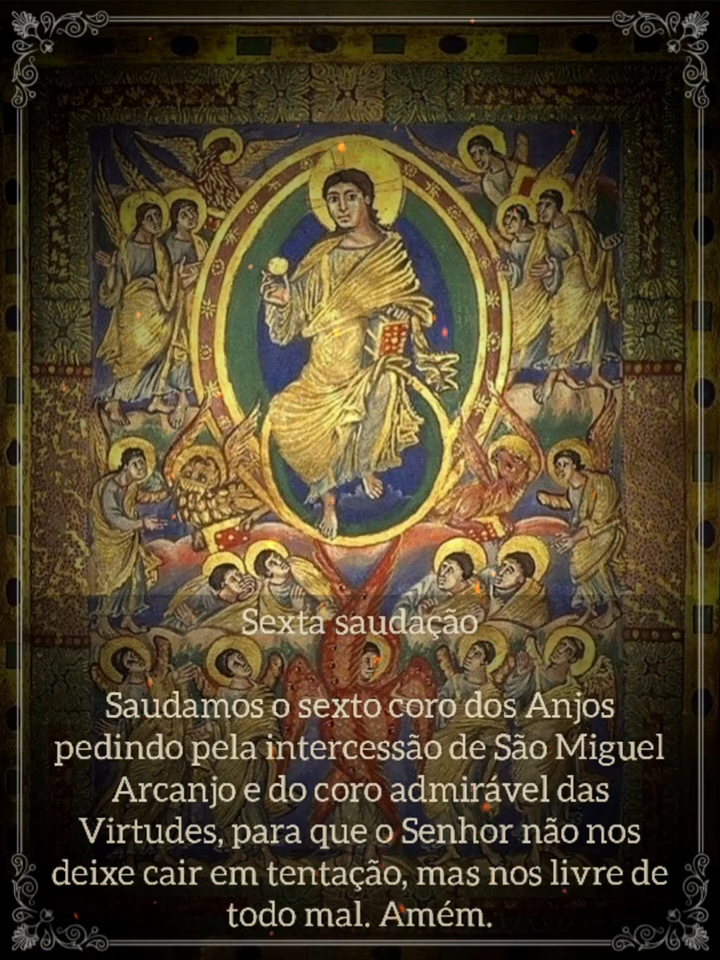 Sexta saudação
Saudamos o sexto coro dos Anjos
pedindo pela intercessão de São Miguel
Arcanjo e do coro admirável das
Virtudes, para que o Senhor não nos
deixe cair em tentação, mas nos livre de
todo mal. Amém.